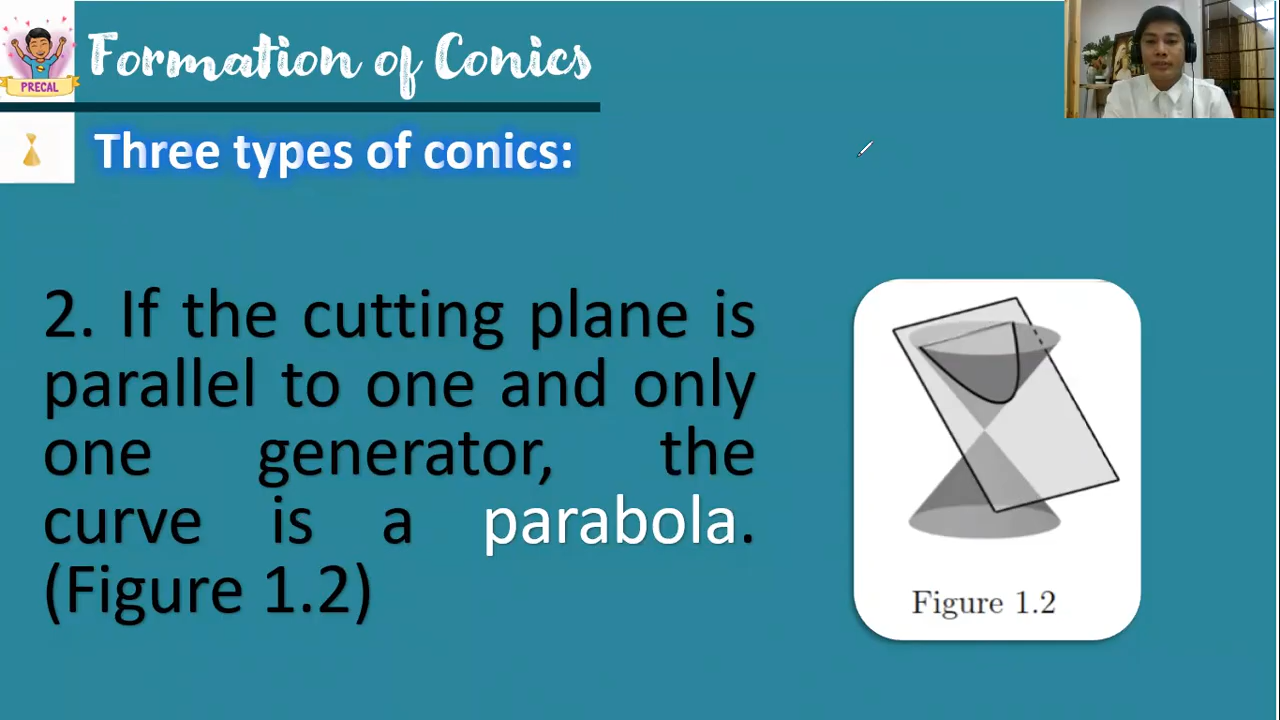 Formation of Conics
PRECAL
Three types of conics:
2. If the cutting plane is
parallel to one and only
one generator, the
curve is a parabola.
(Figure 1.2)
Figure 1.2